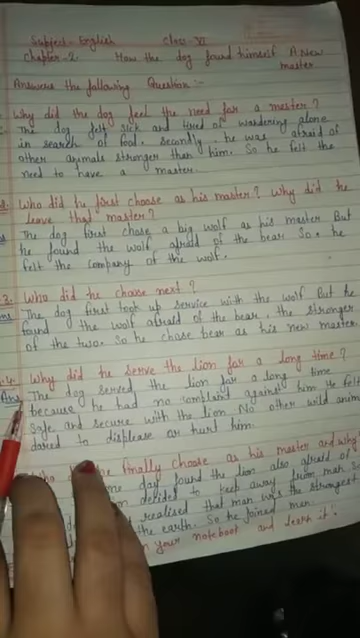 Subject - English Class - VI
Chapter - 2. How the dog found himself A New
master
Answers the following Question :-
Why did the dog feel the need for a master ?
The dog felt sick and tired of wandering alone
in search of food. Secondly, he was afraid of
other animals stronger than him. So he felt the
need to have a master.
Who did he first choose as his master? Why did he
leave that master ?
The dog first chose a big wolf as his master But
he found the wolf afraid of the bear So he
felt the company of the wolf.
Who did he choose next ?
The dog first took up service with the wolf But he
found the wolf afraid of the bear, the stronger
of the two. So he chose bear as his new master
Why did he serve the lion for a long time ?
Ans The dog served the lion for a long time
because he had no complaint against him He felt
safe and secure with the lion No other wild anim
dared to displease or hurt him.
he finally choose as his master and why
one day found the lion also afraid of
decided to keep away from man So
realised that man was the strongest
the earth. So he joined man.
your notebook and learn it.